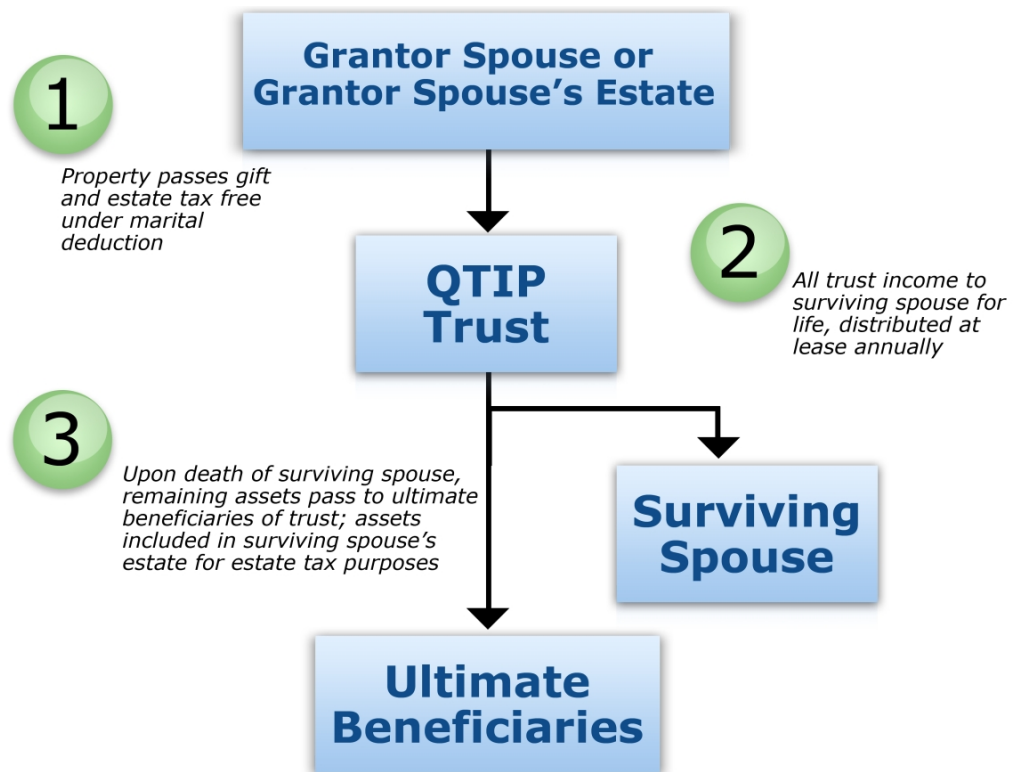 Grantor Spouse or
Grantor Spouse’s Estate
1
Property passes gift
and estate tax free
under marital
deduction
QTIP
Trust
2
All trust income to
surviving spouse for
life, distributed at
lease annually
3
Upon death of surviving spouse,
remaining assets pass to ultimate
beneficiaries of trust; assets
included in surviving spouse’s
estate for estate tax purposes
Surviving
Spouse
Ultimate
Beneficiaries